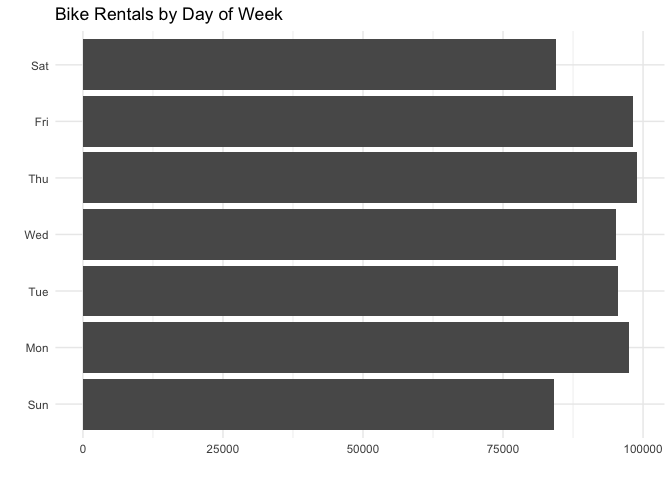 Bike Rentals by Day of Week
Sat
Fri
Thu
Wed
Tue
Mon
Sun
0 25000 50000 75000 100000